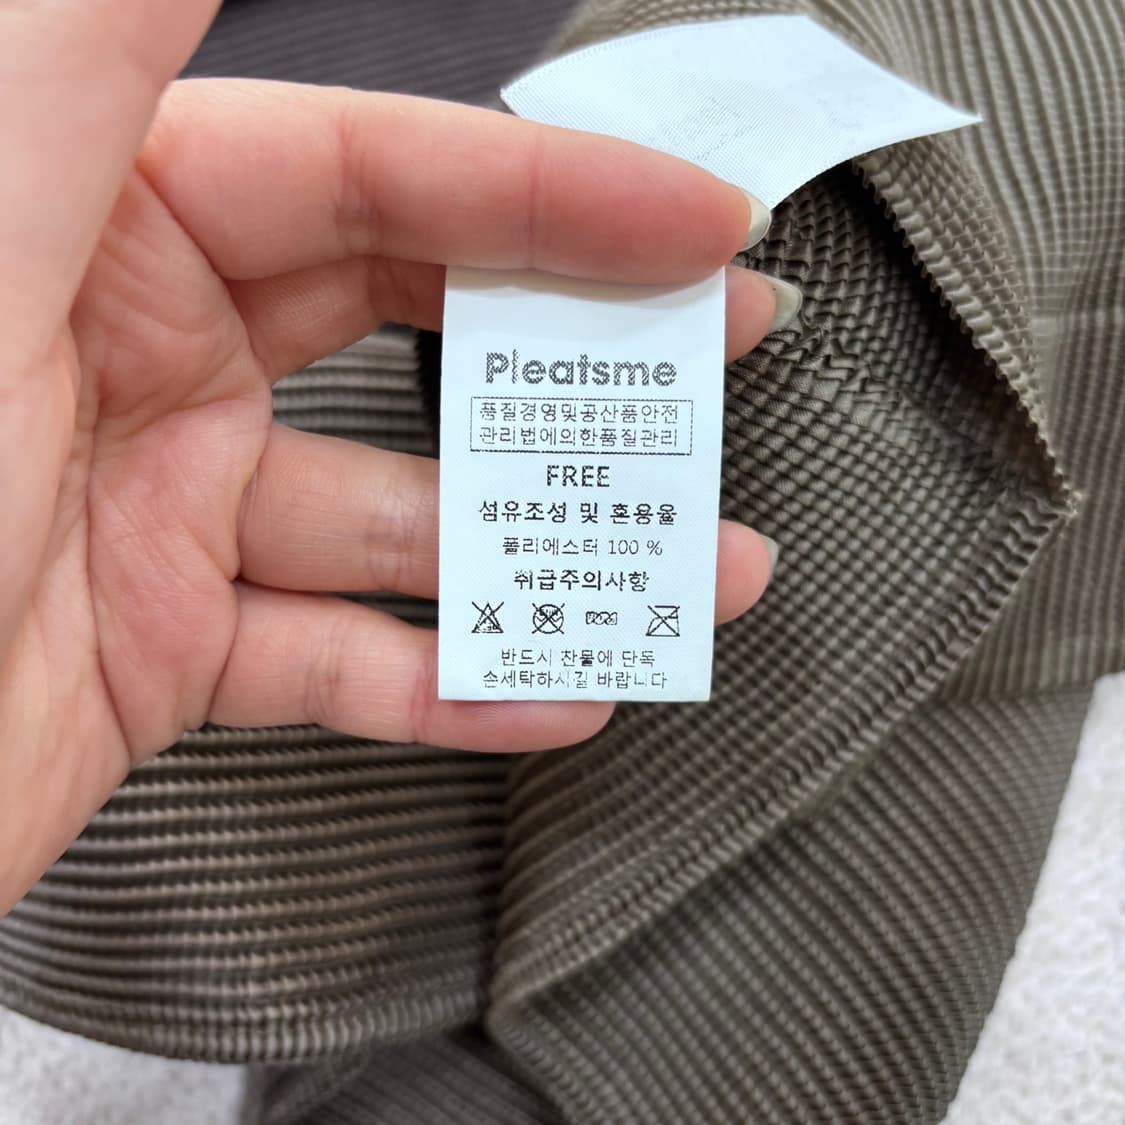 Pleatsme
품질경영및공산품안전
관리법에의한품질관리
FREE
섬유조성 및 혼용율
폴리에스터 100 %
취급주의사항
반드시 찬물에 단독
손세탁하시길 바랍니다